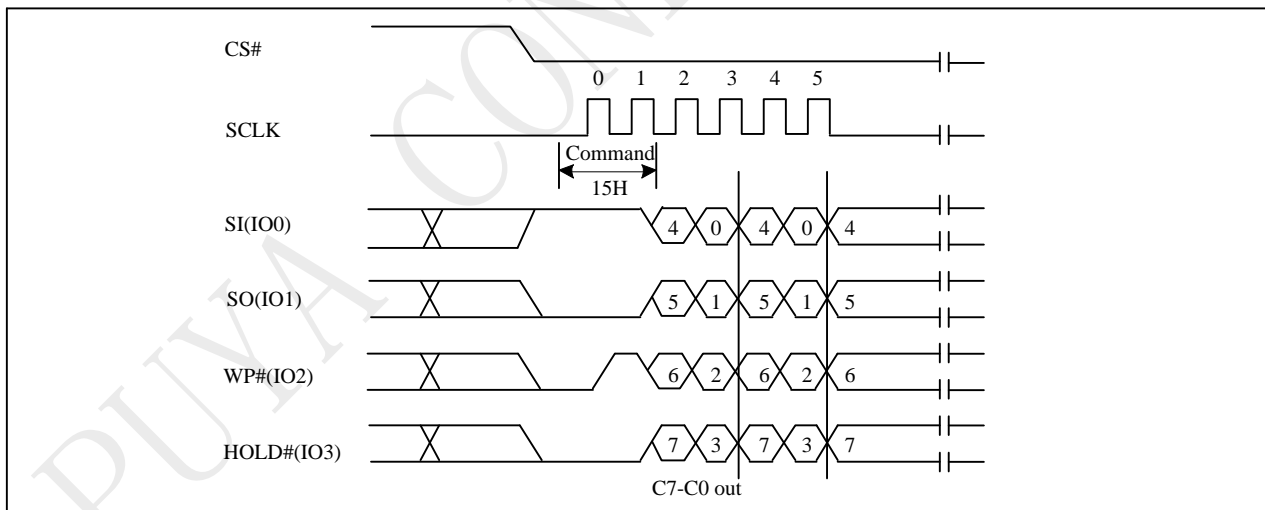 CS#
0 1 2 3 4 5
SCLK
Command
15H
SI(IO0) 4 0 4 0 4
SO(IO1) 5 1 5 1 5
WP#(IO2) 6 2 6 2 6
HOLD#(IO3) 7 3 7 3 7
C7-C0 out
PUYA